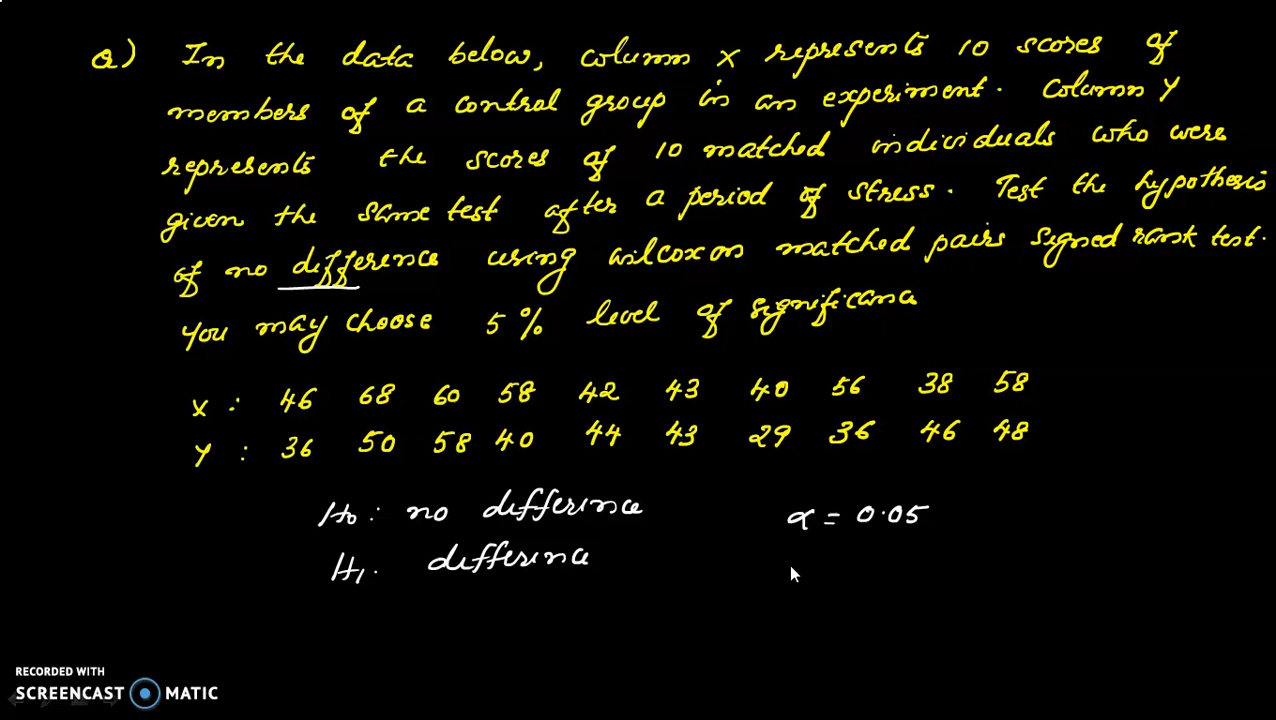 Q) In the data below, column X represents 10 scores of
members of a control group in an experiment. Column Y
represents the scores of 10 matched individuals who were
given the same test after a period of stress. Test the hypothesis
of no difference using wilcoxon matched pairs signed rank test.
You may choose 5% level of significance
X : 46 68 60 58 42 43 40 56 38 58
Y : 36 50 58 40 44 43 29 36 46 48
H0: no difference α = 0.05
H1. difference
RECORDED WITH
SCREENCAST MATIC